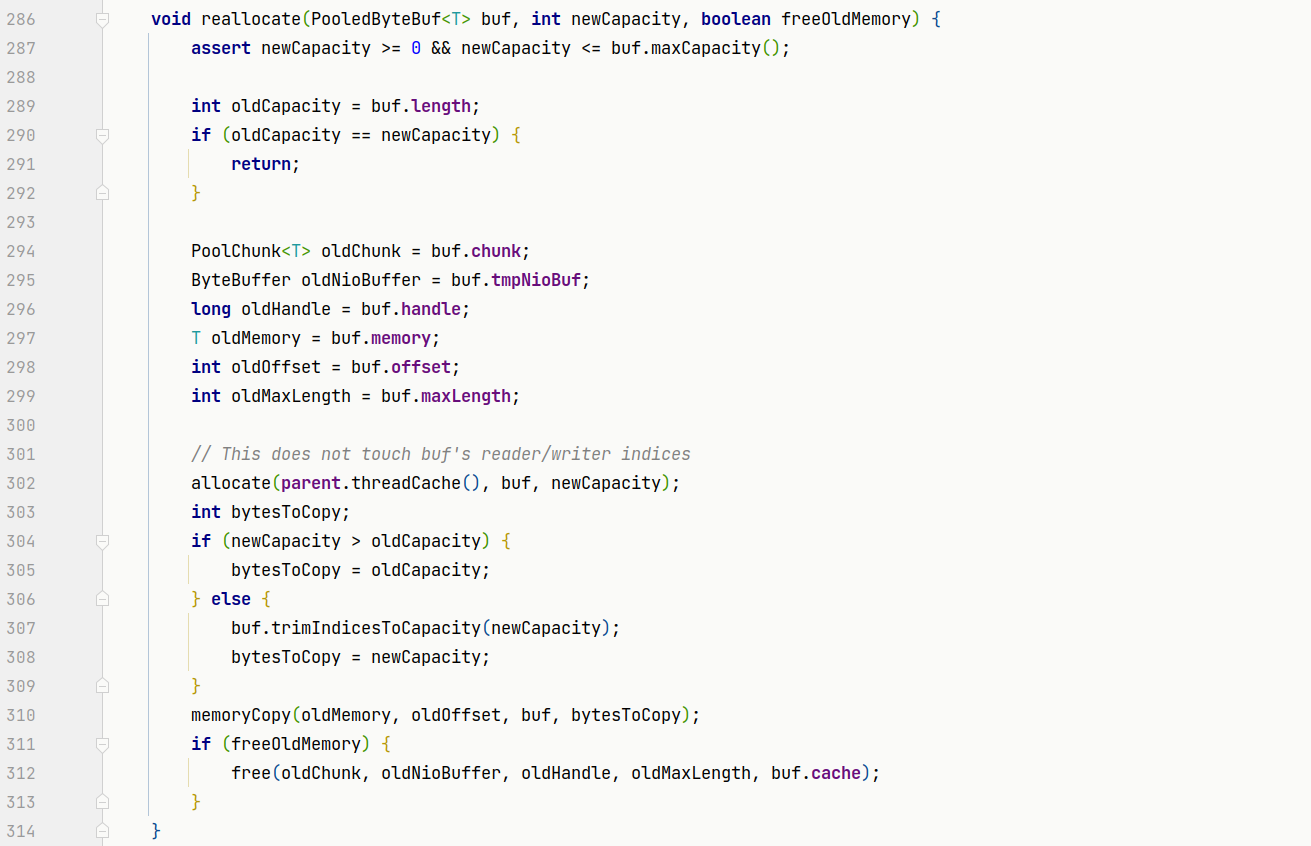 286 void reallocate(PooledByteBuf<T> buf, int newCapacity, boolean freeOldMemory) {
287 assert newCapacity >= 0 && newCapacity <= buf.maxCapacity();
288
289 int oldCapacity = buf.length;
290 if (oldCapacity == newCapacity) {
291 return;
292 }
293
294 PoolChunk<T> oldChunk = buf.chunk;
295 ByteBuffer oldNioBuffer = buf.tmpNioBuf;
296 long oldHandle = buf.handle;
297 T oldMemory = buf.memory;
298 int oldOffset = buf.offset;
299 int oldMaxLength = buf.maxLength;
300
301 // This does not touch buf's reader/writer indices
302 allocate(parent.threadCache(), buf, newCapacity);
303 int bytesToCopy;
304 if (newCapacity > oldCapacity) {
305 bytesToCopy = oldCapacity;
306 } else {
307 buf.trimIndicesToCapacity(newCapacity);
308 bytesToCopy = newCapacity;
309 }
310 memoryCopy(oldMemory, oldOffset, buf, bytesToCopy);
311 if (freeOldMemory) {
312 free(oldChunk, oldNioBuffer, oldHandle, oldMaxLength, buf.cache);
313 }
314 }